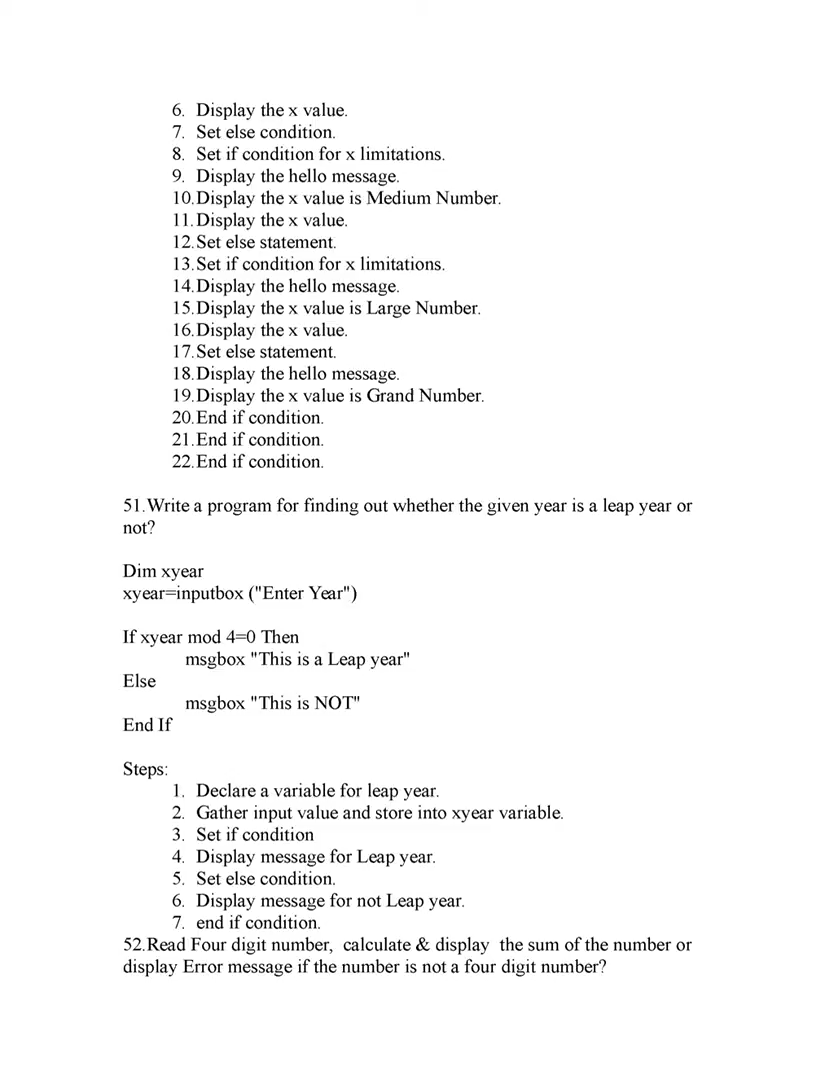 6. Display the x value.
7. Set else condition.
8. Set if condition for x limitations.
9. Display the hello message.
10.Display the x value is Medium Number.
11.Display the x value.
12.Set else statement.
13.Set if condition for x limitations.
14.Display the hello message.
15.Display the x value is Large Number.
16.Display the x value.
17.Set else statement.
18.Display the hello message.
19.Display the x value is Grand Number.
20.End if condition.
21.End if condition.
22.End if condition.
51.Write a program for finding out whether the given year is a leap year or
not?
Dim xyear
xyear=inputbox ("Enter Year")
If xyear mod 4=0 Then
msgbox "This is a Leap year"
Else
msgbox "This is NOT"
End If
Steps:
1. Declare a variable for leap year.
2. Gather input value and store into xyear variable.
3. Set if condition
4. Display message for Leap year.
5. Set else condition.
6. Display message for not Leap year.
7. end if condition.
52.Read Four digit number, calculate & display the sum of the number or
display Error message if the number is not a four digit number?